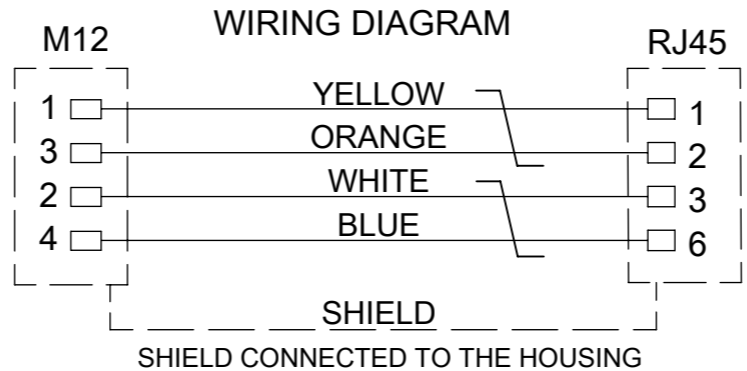 WIRING DIAGRAM
M12
RJ45
1 YELLOW 1
3 ORANGE 2
2 WHITE 3
4 BLUE 6
SHIELD
SHIELD CONNECTED TO THE HOUSING